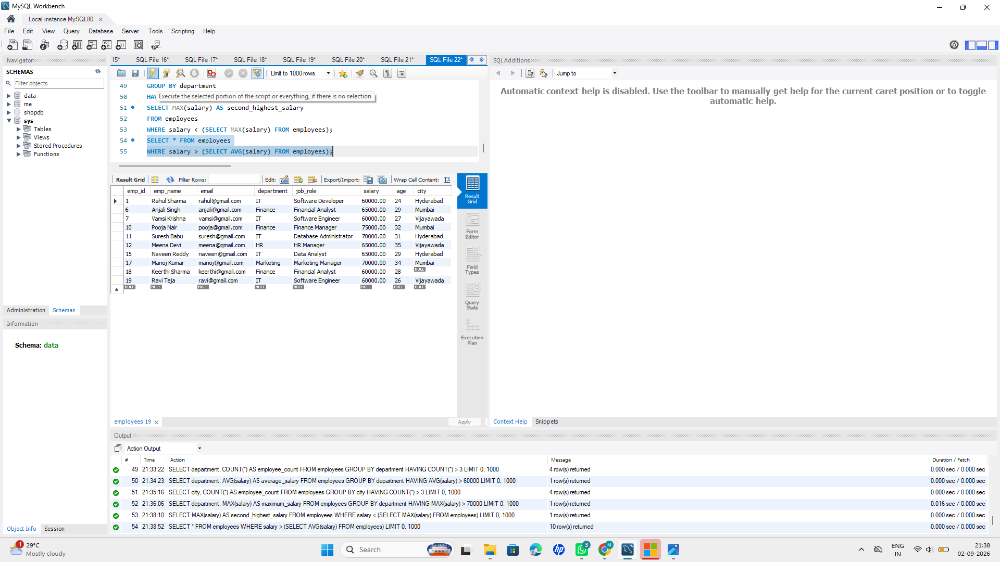 MySQL Workbench
Local instance MySQL80
File Edit View Query Database Server Tools Scripting Help
Navigator
SCHEMAS
Filter objects
data
me
shopdb
sys
Tables
Views
Stored Procedures
Functions
Administration Schemas
Information
Schema: data
Object Info Session
15* SQL File 16* SQL File 17* SQL File 18* SQL File 19* SQL File 20* SQL File 21* SQL File 22*
Limit to 1000 rows
49 GROUP BY department
50 HAV
Execute the selected portion of the script or everything, if there is no selection
51 SELECT MAX(salary) AS second_highest_salary
52 FROM employees
53 WHERE salary < (SELECT MAX(salary) FROM employees);
54 SELECT * FROM employees
55 WHERE salary > (SELECT AVG(salary) FROM employees);
Result Grid Filter Rows: Edit: Export/Import: Wrap Cell Content:
emp_id emp_name email department job_role salary age city
1 Rahul Sharma rahul@gmail.com IT Software Developer 60000.00 24 Hyderabad
6 Anjali Singh anjali@gmail.com Finance Financial Analyst 65000.00 29 Mumbai
7 Vamsi Krishna vamsi@gmail.com IT Software Engineer 60000.00 27 Vijayawada
10 Pooja Nair pooja@gmail.com Finance Finance Manager 75000.00 32 Mumbai
11 Suresh Babu suresh@gmail.com IT Database Administrator 70000.00 31 Hyderabad
12 Meena Devi meena@gmail.com HR HR Manager 65000.00 35 Vijayawada
15 Naveen Reddy naveen@gmail.com IT Data Analyst 65000.00 29 Hyderabad
17 Manoj Kumar manoj@gmail.com Marketing Marketing Manager 70000.00 34 Mumbai
18 Keerthi Sharma keerthi@gmail.com Finance Financial Analyst 60000.00 28 NULL
19 Ravi Teja ravi@gmail.com IT Software Engineer 60000.00 26 Vijayawada
NULL NULL NULL NULL NULL NULL NULL NULL
Result
Grid
Form
Editor
Field
Types
Query
Stats
Execution
Plan
employees 19
Apply
SQLAdditions
Jump to
Automatic context help is disabled. Use the toolbar to manually get help for the current caret position or to toggle
automatic help.
Context Help Snippets
Output
Action Output
# Time Action Message Duration / Fetch
49 21:33:22 SELECT department, COUNT(*) AS employee_count FROM employees GROUP BY department HAVING COUNT(*) > 3 LIMIT 0, 1000 4 row(s) returned 0.000 sec / 0.000 sec
50 21:34:23 SELECT department, AVG(salary) AS average_salary FROM employees GROUP BY department HAVING AVG(salary) > 60000 LIMIT 0, 1000 1 row(s) returned 0.000 sec / 0.000 sec
51 21:35:16 SELECT city, COUNT(*) AS employee_count FROM employees GROUP BY city HAVING COUNT(*) > 3 LIMIT 0, 1000 4 row(s) returned 0.000 sec / 0.000 sec
52 21:36:06 SELECT department, MAX(salary) AS maximum_salary FROM employees GROUP BY department HAVING MAX(salary) > 70000 LIMIT 0, 1000 1 row(s) returned 0.016 sec / 0.000 sec
53 21:38:10 SELECT MAX(salary) AS second_highest_salary FROM employees WHERE salary < (SELECT MAX(salary) FROM employees) LIMIT 0, 1000 1 row(s) returned 0.000 sec / 0.000 sec
54 21:38:52 SELECT * FROM employees WHERE salary > (SELECT AVG(salary) FROM employees) LIMIT 0, 1000 10 row(s) returned 0.000 sec / 0.000 sec
1
29°C
Mostly cloudy
Search
hp
3
M
ENG
IN
21:38
02-09-2026